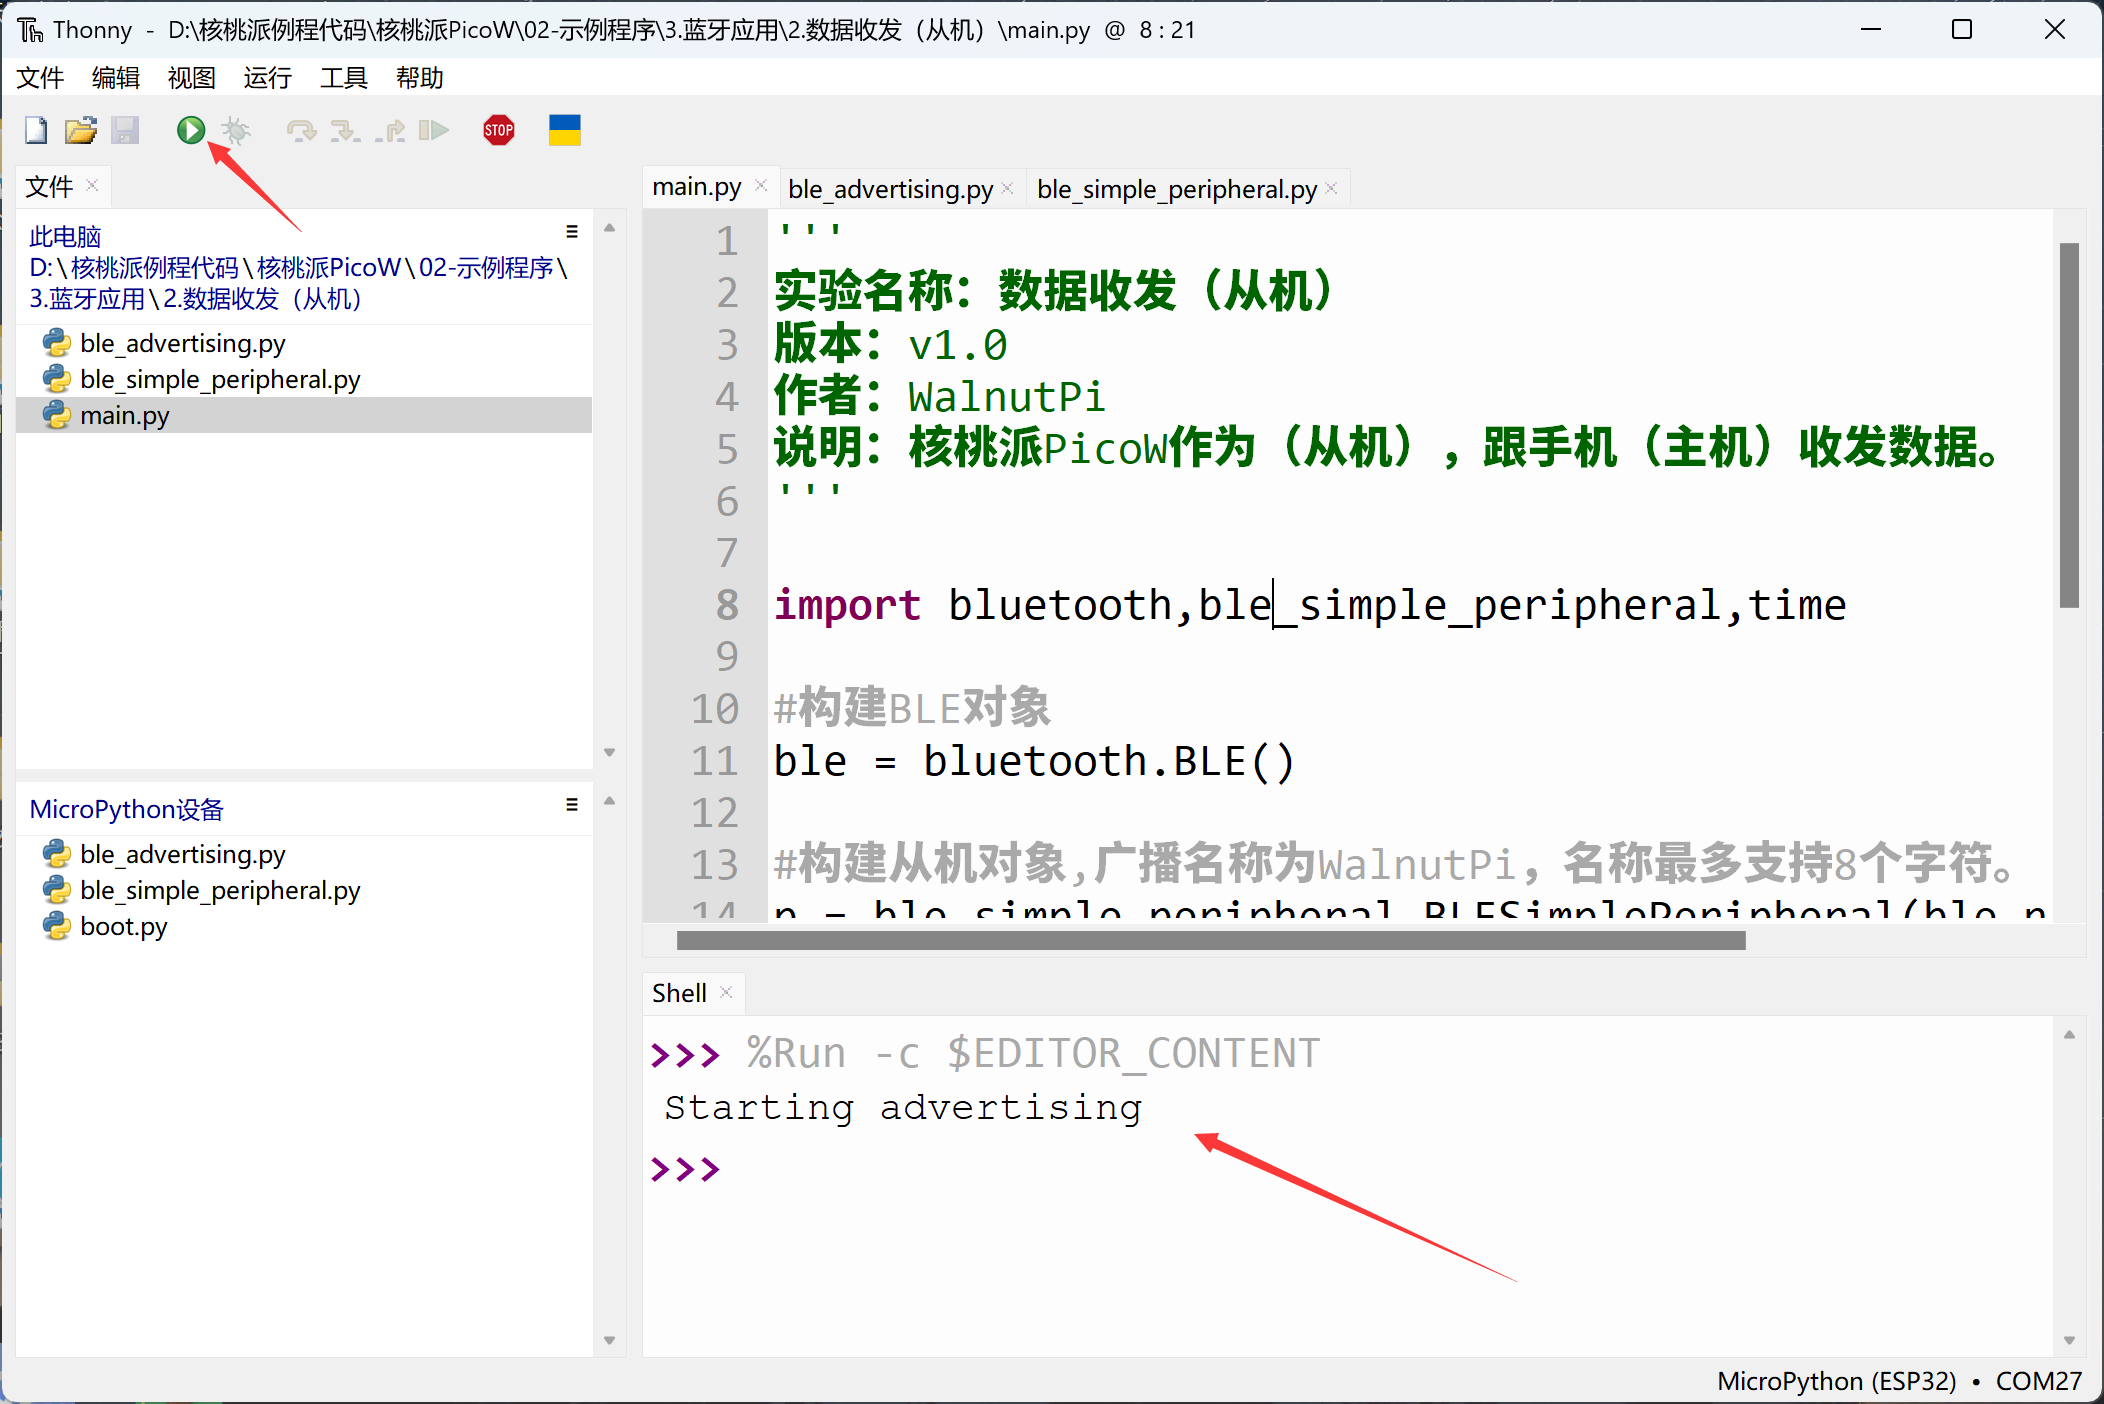 Thonny - D:\核桃派例程代码\核桃派PicoW\02-示例程序\3.蓝牙应用\2.数据收发（从机）\main.py @ 8 : 21
文件 编辑 视图 运行 工具 帮助
STOP
文件
此电脑
D:\核桃派例程代码\核桃派PicoW\02-示例程序\
3.蓝牙应用\2.数据收发（从机）
ble_advertising.py
ble_simple_peripheral.py
main.py
MicroPython设备
ble_advertising.py
ble_simple_peripheral.py
boot.py
main.py ble_advertising.py ble_simple_peripheral.py
1 '''
2 实验名称：数据收发（从机）
3 版本：v1.0
4 作者：WalnutPi
5 说明：核桃派PicoW作为（从机），跟手机（主机）收发数据。
6 '''
7
8 import bluetooth,ble_simple_peripheral,time
9
10 #构建BLE对象
11 ble = bluetooth.BLE()
12
13 #构建从机对象,广播名称为WalnutPi，名称最多支持8个字符。
14 p = ble_simple_peripheral.BLESimplePeripheral(ble,n
Shell
>>> %Run -c $EDITOR_CONTENT
Starting advertising
>>>
MicroPython (ESP32) • COM27